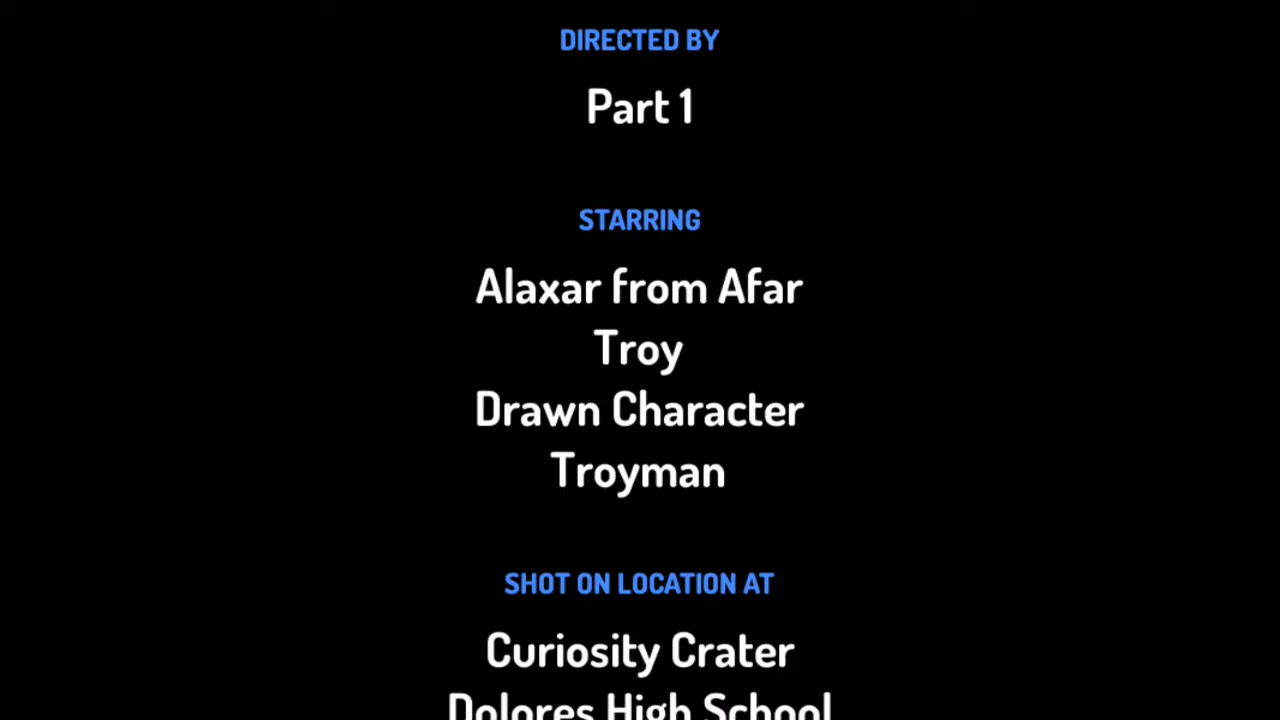 DIRECTED BY
Part 1
STARRING
Alaxar from Afar
Troy
Drawn Character
Troyman
SHOT ON LOCATION AT
Curiosity Crater
Dolores High School